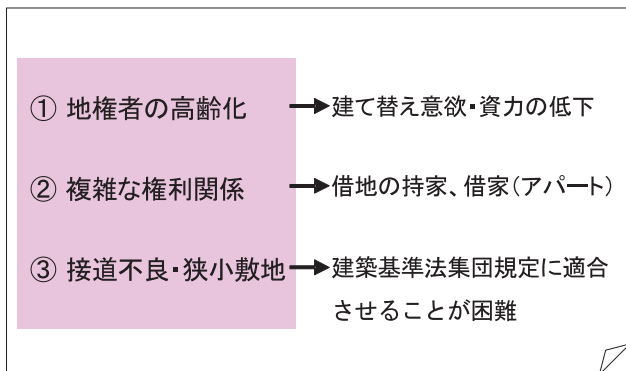 ① 地権者の高齢化 → 建て替え意欲・資力の低下
② 複雑な権利関係 → 借地の持家、借家(アパート)
③ 接道不良・狭小敷地 → 建築基準法集団規定に適合
させることが困難